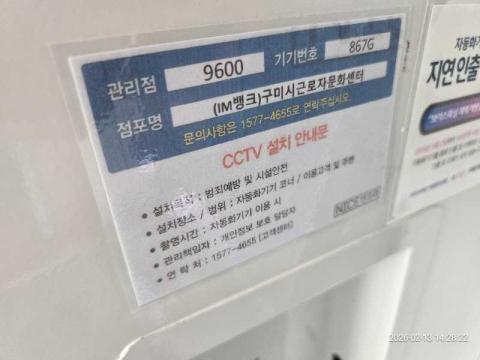 관리점 9600 기기번호 867G
점포명 (IM뱅크)구미시근로자문화센터
문의사항은 1577-4655로 연락주십시오.
CCTV 설치 안내문
• 설치목적 : 범죄예방 및 시설안전
• 설치장소 / 범위 : 자동화기기 코너 / 이용고객 및 주변
• 촬영시간 : 자동화기기 이용 시
• 관리책임자 : 개인정보 보호 담당자
• 연 락 처 : 1577-4655 (고객센터)
NICE
자동화기
지연인출
2026-02-13 14:28:22